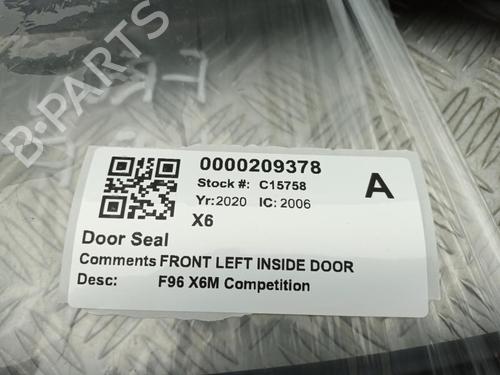 B-PARTS
0000209378
Stock #: C15758
A
Yr:2020 IC: 2006
X6
Door Seal
Comments FRONT LEFT INSIDE DOOR
Desc: F96 X6M Competition